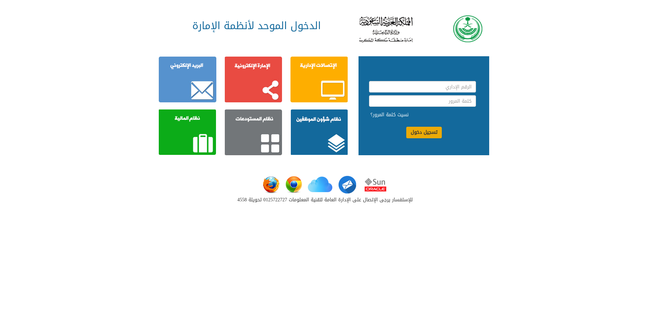 المملكة العربية السعودية
وزارة الداخلية
إمارة منطقة مكة المكرمة
الدخول الموحد لأنظمة الإمارة
الرقم الإداري
كلمة المرور
نسيت كلمة المرور؟
تسجيل دخول
الإتصالات الإدارية
الإمارة الإلكترونية
البريد الإلكتروني
نظام شؤون الموظفين
نظام المستودعات
نظام المالية
Sun
ORACLE
للإستفسار يرجى الإتصال على الإدارة العامة لتقنية المعلومات 0125722727 تحويلة 4558